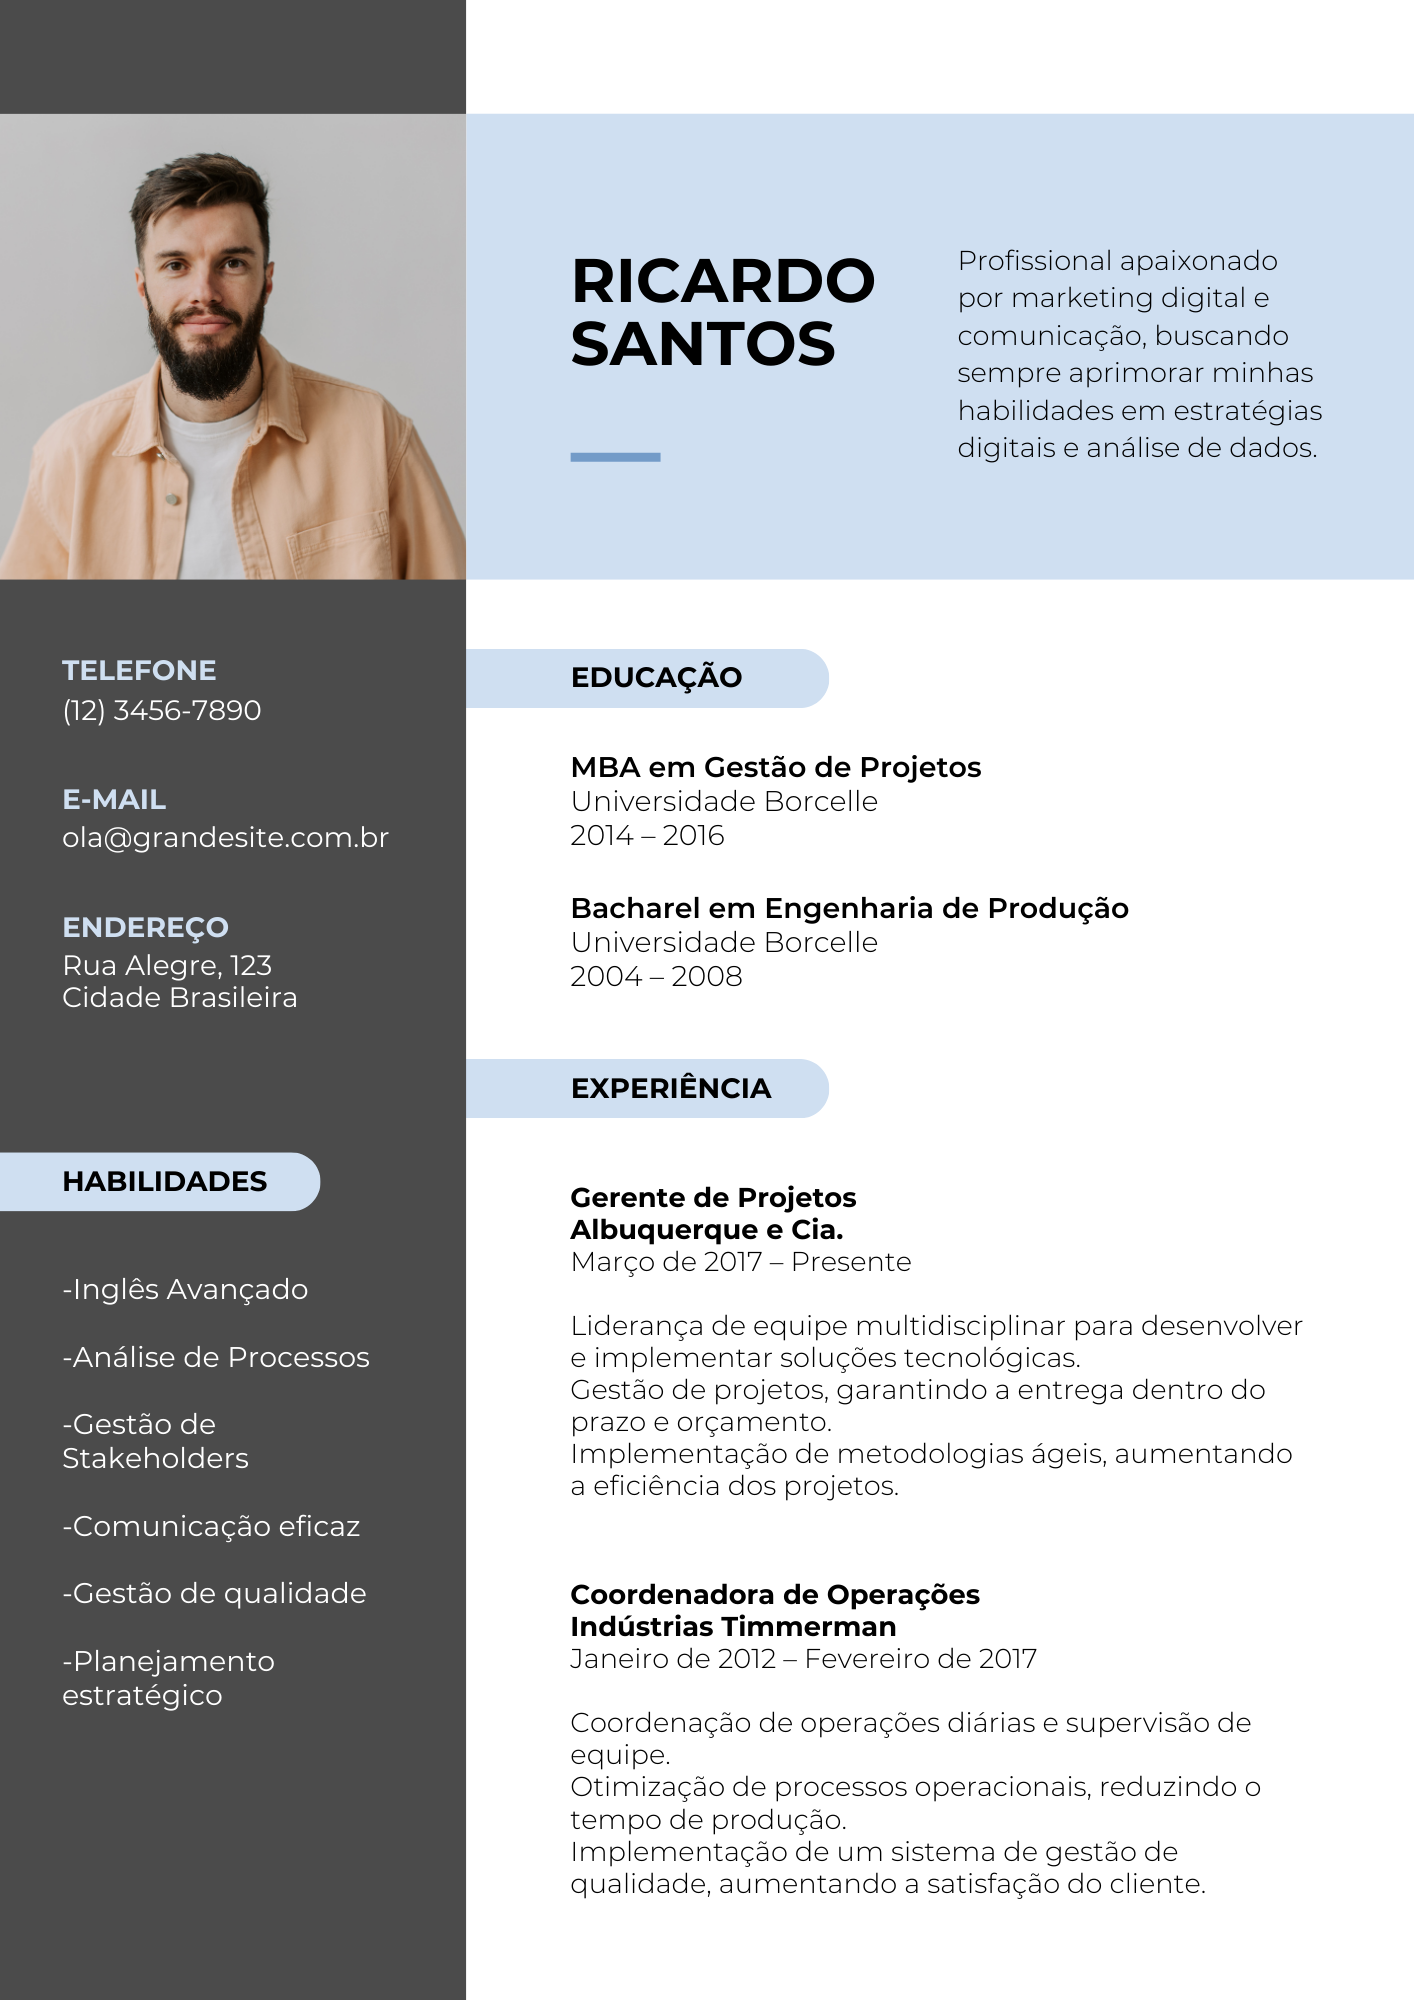 RICARDO
SANTOS
Profissional apaixonado
por marketing digital e
comunicação, buscando
sempre aprimorar minhas
habilidades em estratégias
digitais e análise de dados.
TELEFONE
(12) 3456-7890
E-MAIL
ola@grandesite.com.br
ENDEREÇO
Rua Alegre, 123
Cidade Brasileira
HABILIDADES
-Inglês Avançado
-Análise de Processos
-Gestão de
Stakeholders
-Comunicação eficaz
-Gestão de qualidade
-Planejamento
estratégico
EDUCAÇÃO
MBA em Gestão de Projetos
Universidade Borcelle
2014 – 2016
Bacharel em Engenharia de Produção
Universidade Borcelle
2004 – 2008
EXPERIÊNCIA
Gerente de Projetos
Albuquerque e Cia.
Março de 2017 – Presente
Liderança de equipe multidisciplinar para desenvolver
e implementar soluções tecnológicas.
Gestão de projetos, garantindo a entrega dentro do
prazo e orçamento.
Implementação de metodologias ágeis, aumentando
a eficiência dos projetos.
Coordenadora de Operações
Indústrias Timmerman
Janeiro de 2012 – Fevereiro de 2017
Coordenação de operações diárias e supervisão de
equipe.
Otimização de processos operacionais, reduzindo o
tempo de produção.
Implementação de um sistema de gestão de
qualidade, aumentando a satisfação do cliente.